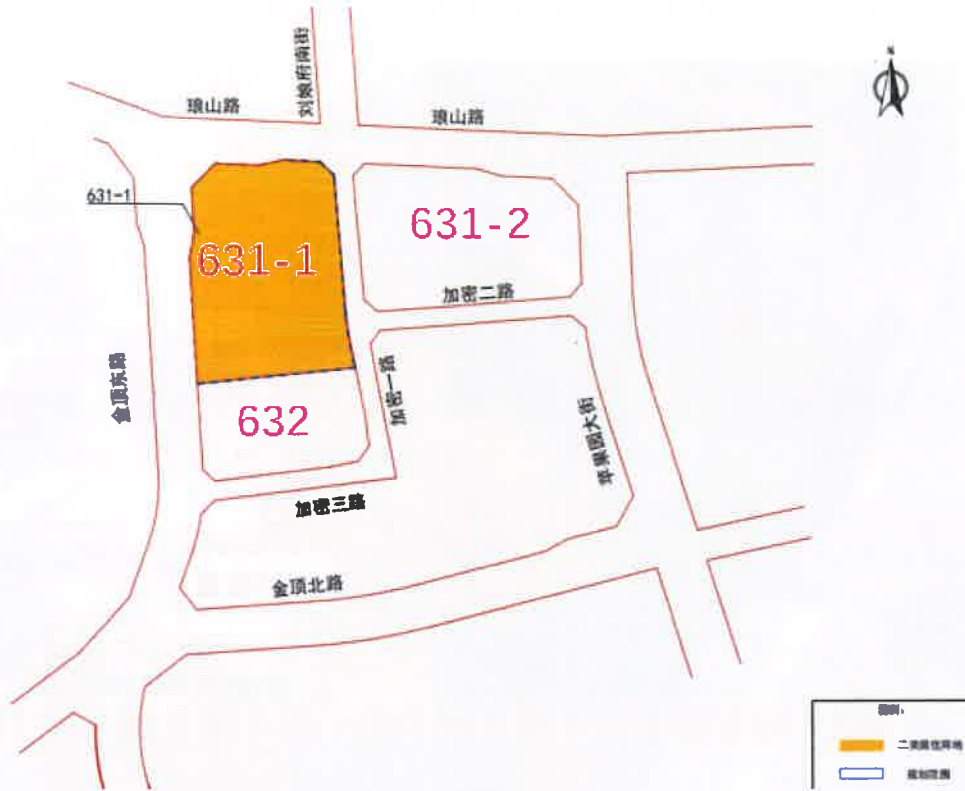 N
刘娘府南街
琅山路
琅山路
631-1
631-1
631-2
加密二路
金顶东路
加密一路
632
苹果园大街
加密三路
金顶北路
二类居住用地
规划范围